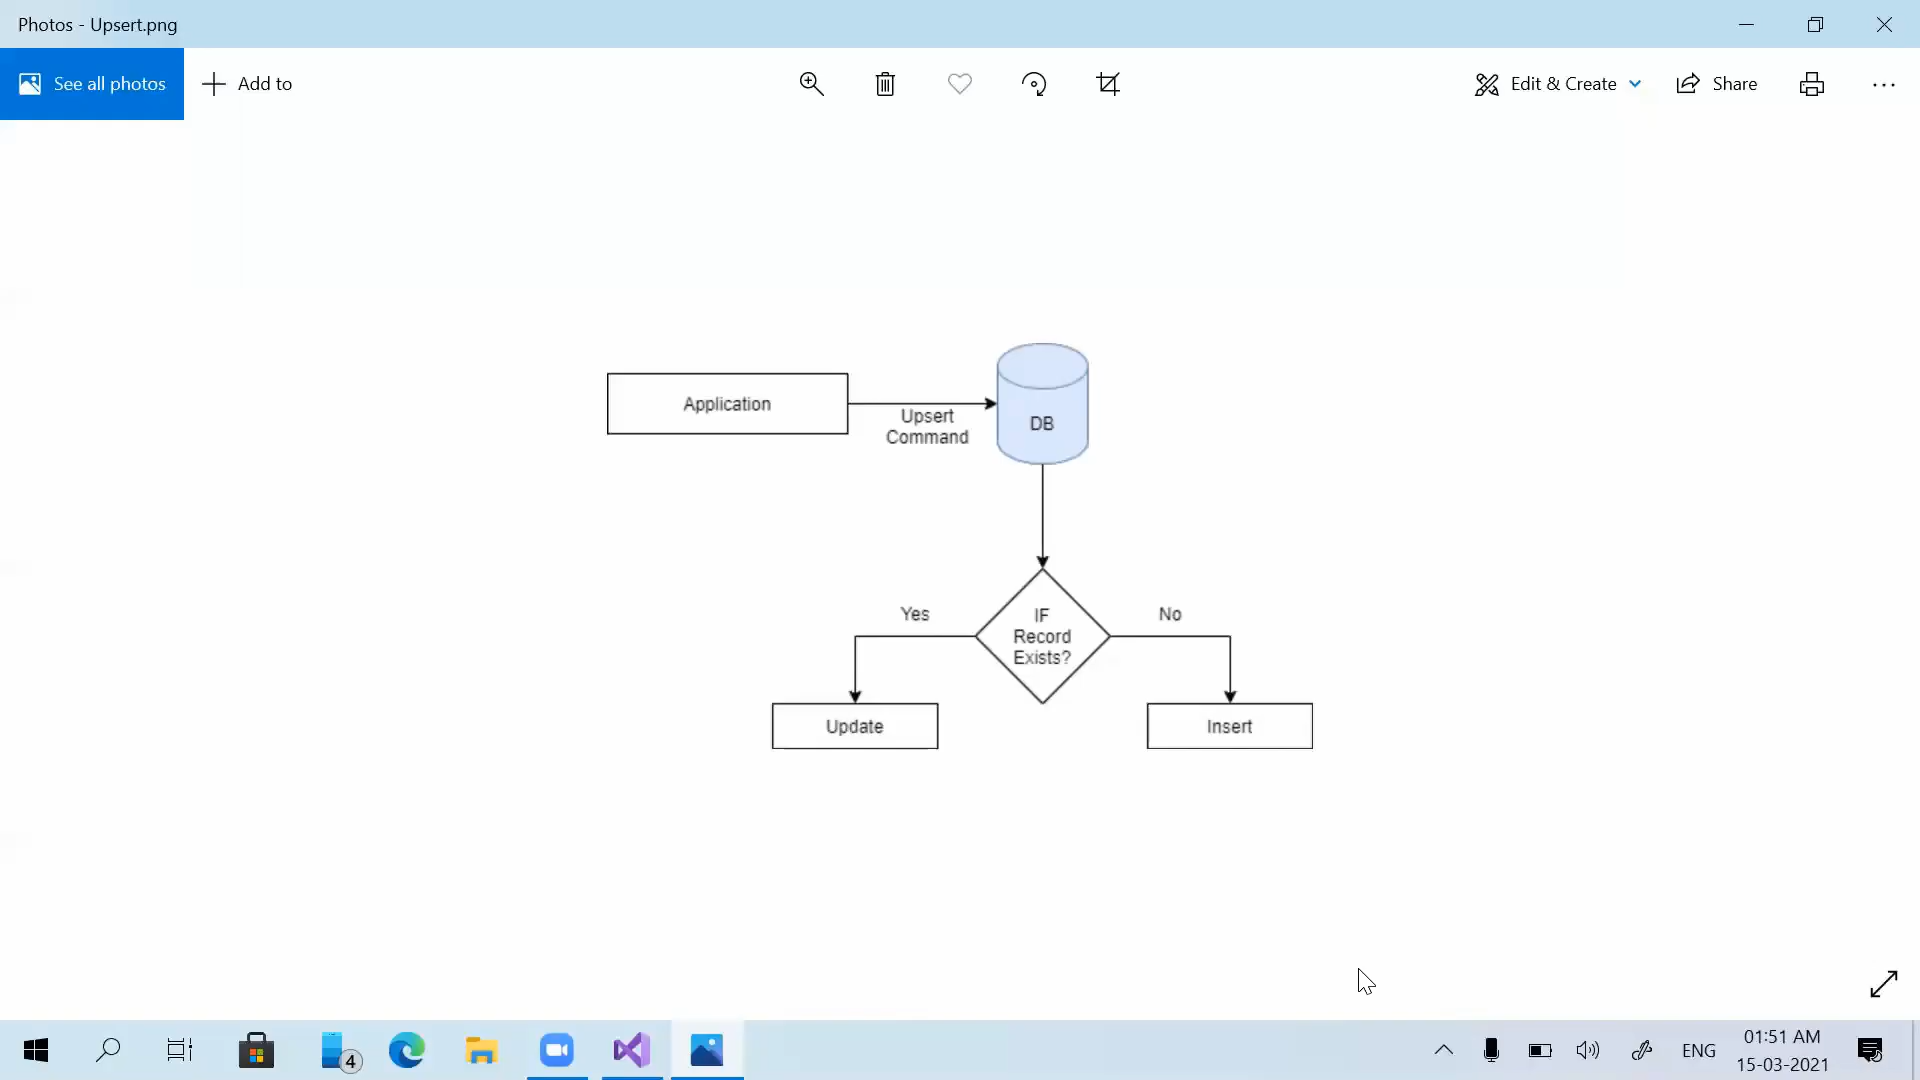 Photos - Upsert.png
See all photos
Add to
Edit & Create
Share
Application
Upsert
Command
DB
Yes
IF
Record
Exists?
No
Update
Insert
4
ENG
01:51 AM
15-03-2021